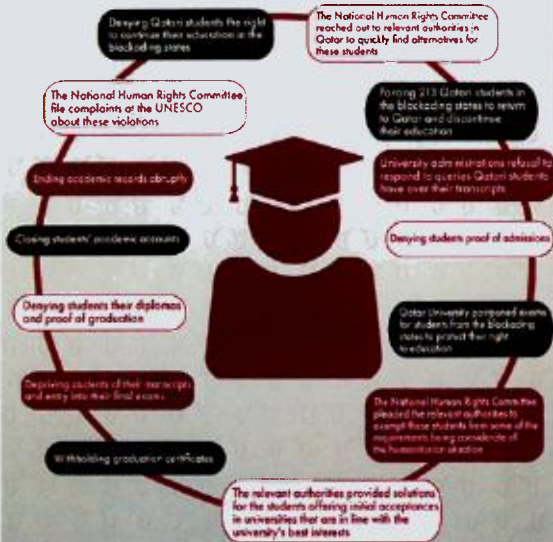 Denying Qatari students the right
to continue their education at the
blockading states
The National Human Rights Committee
reached out to relevant authorities in
Qatar to quickly find alternatives for
these students
The National Human Rights Committee
file complaints at the UNESCO
about these violations
Forcing 213 Qatari students in
the blockading states to return
to Qatar and discontinue
their education
Ending academic records abruptly
University administrations refusal to
respond to queries Qatari students
have over their transcripts
Closing students' academic accounts
Denying students proof of admissions
Denying students their diplomas
and proof of graduation
Qatar University postponed exams
for students from the blockading
states to protect their right
to education
Depriving students of their transcripts
and entry into their final exams
The National Human Rights Committee
pleaded the relevant authorities to
exempt these students from some of the
requirements being considerate of
the humanitarian situation
Withholding graduation certificates
The relevant authorities provided solutions
for the students offering initial acceptances
in universities that are in line with the
university's best interests